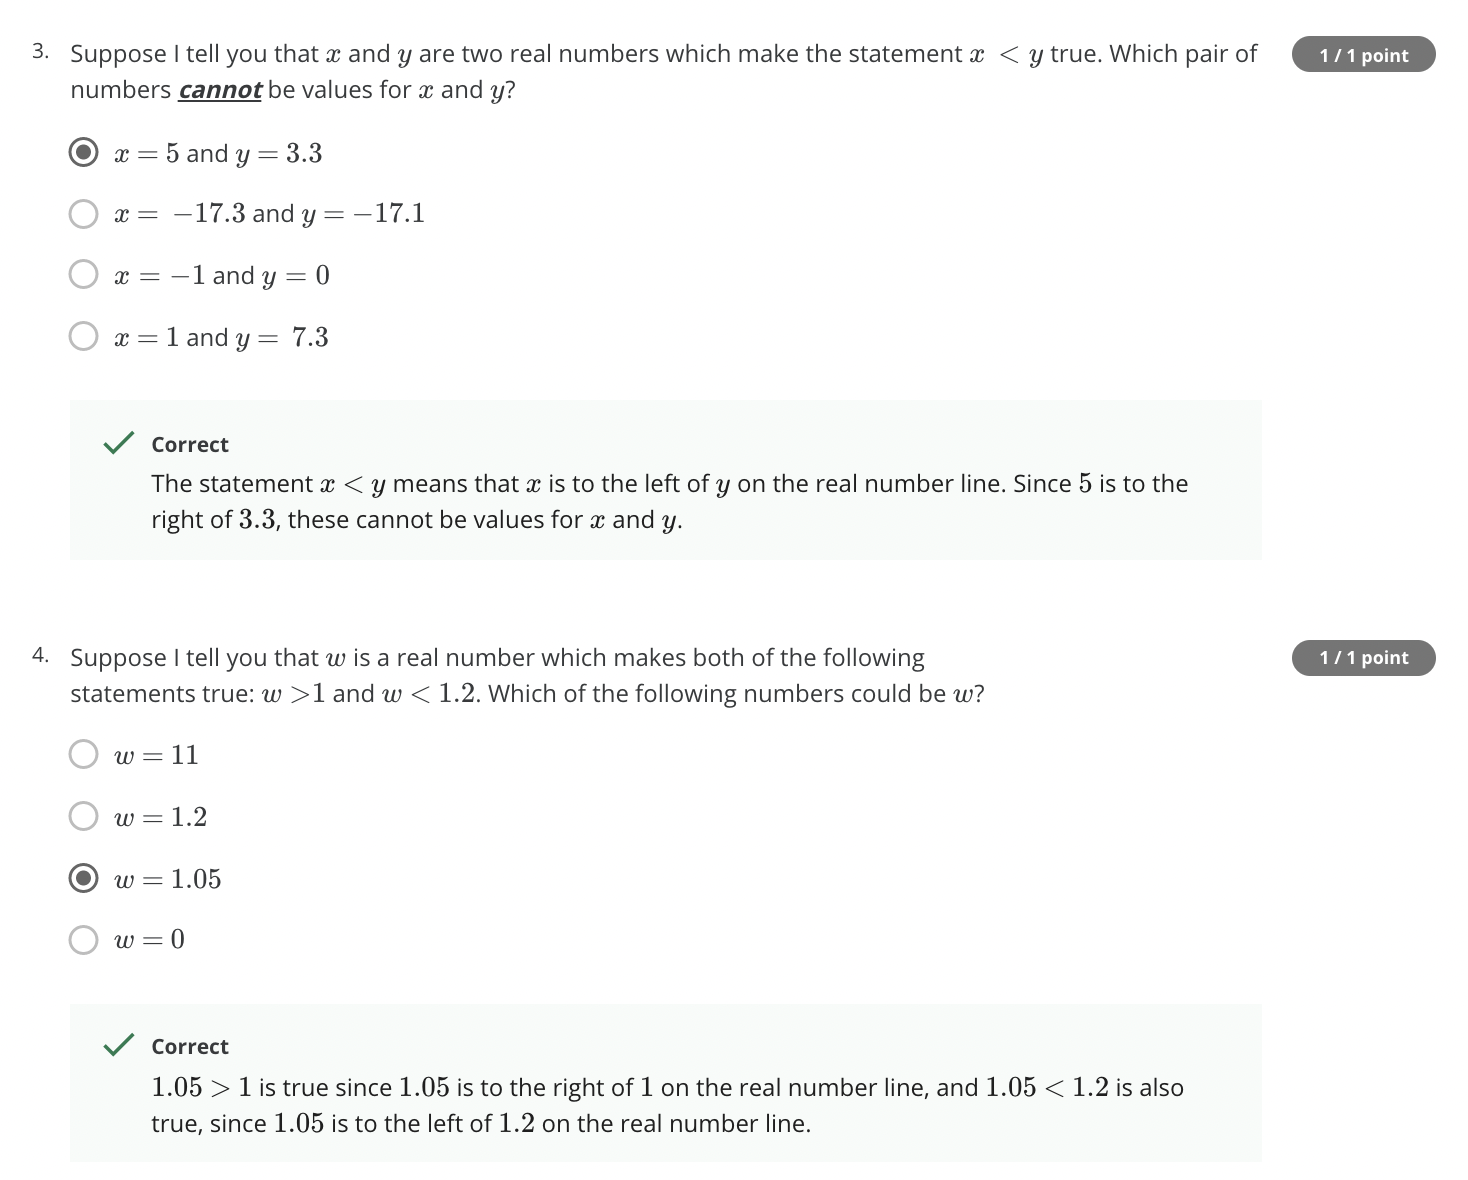 3. Suppose I tell you that x and y are two real numbers which make the statement x < y true. Which pair of
1 / 1 point
numbers cannot be values for x and y?
x = 5 and y = 3.3
x = −17.3 and y = −17.1
x = −1 and y = 0
x = 1 and y = 7.3
Correct
The statement x < y means that x is to the left of y on the real number line. Since 5 is to the
right of 3.3, these cannot be values for x and y.
4. Suppose I tell you that w is a real number which makes both of the following
1 / 1 point
statements true: w >1 and w < 1.2. Which of the following numbers could be w?
w = 11
w = 1.2
w = 1.05
w = 0
Correct
1.05 > 1 is true since 1.05 is to the right of 1 on the real number line, and 1.05 < 1.2 is also
true, since 1.05 is to the left of 1.2 on the real number line.